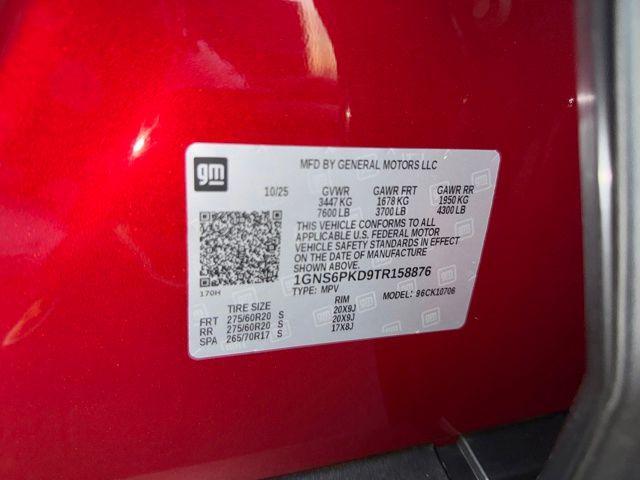 gm
MFD BY GENERAL MOTORS LLC
10/25 GVWR GAWR FRT GAWR RR
3447 KG 1678 KG 1950 KG
7600 LB 3700 LB 4300 LB
THIS VEHICLE CONFORMS TO ALL
APPLICABLE U.S. FEDERAL MOTOR
VEHICLE SAFETY STANDARDS IN EFFECT
ON THE DATE OF MANUFACTURE
SHOWN ABOVE.
170H
1GNS6PKD9TR158876
TYPE: MPV MODEL: 96CK10706
TIRE SIZE RIM
FRT 275/60R20 S 20X9J
RR 275/60R20 S 20X9J
SPA 265/70R17 S 17X8J